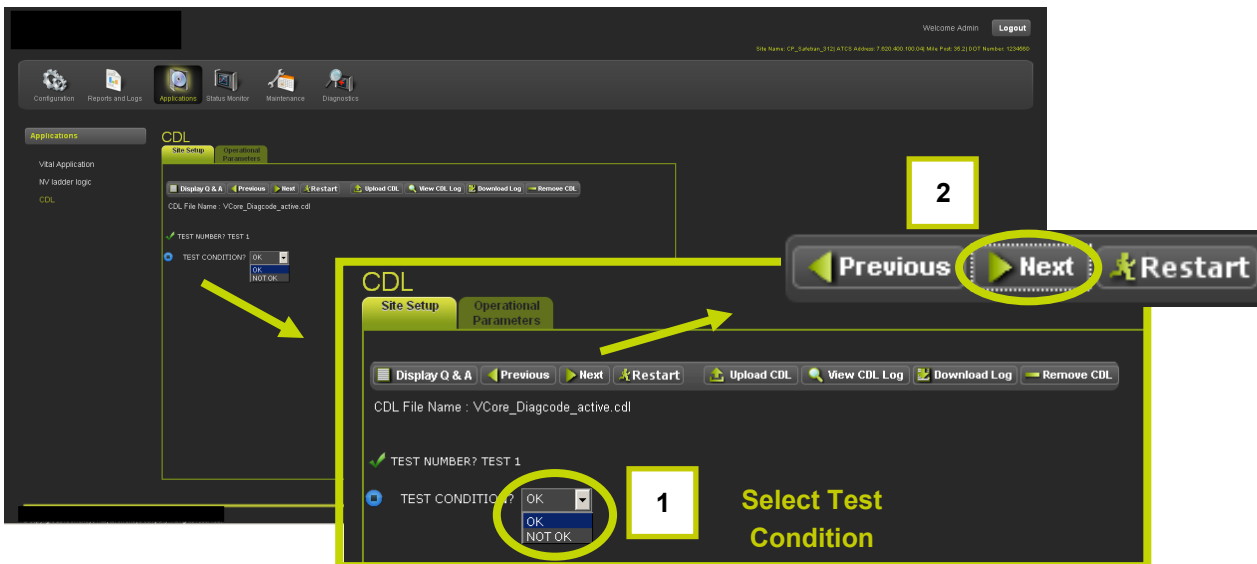 Welcome Admin Logout
Site Name: CP_Safetran_312| ATCS Address: 7.620.400.100.04| Mile Post: 35.2| DOT Number: 1234560
Configuration Reports and Logs Applications Status Monitor Maintenance Diagnostics
Applications
Vital Application
NV ladder logic
CDL
CDL
Site Setup
Operational
Parameters
Display Q & A Previous Next Restart Upload CDL View CDL Log Download Log Remove CDL
CDL File Name : VCore_Diagcode_active.cdl
TEST NUMBER? TEST 1
TEST CONDITION? OK
OK
NOT OK
2
Previous Next Restart
CDL
Site Setup
Operational
Parameters
Display Q & A Previous Next Restart Upload CDL View CDL Log Download Log Remove CDL
CDL File Name : VCore_Diagcode_active.cdl
TEST NUMBER? TEST 1
TEST CONDITION? OK
OK
NOT OK
1
Select Test
Condition